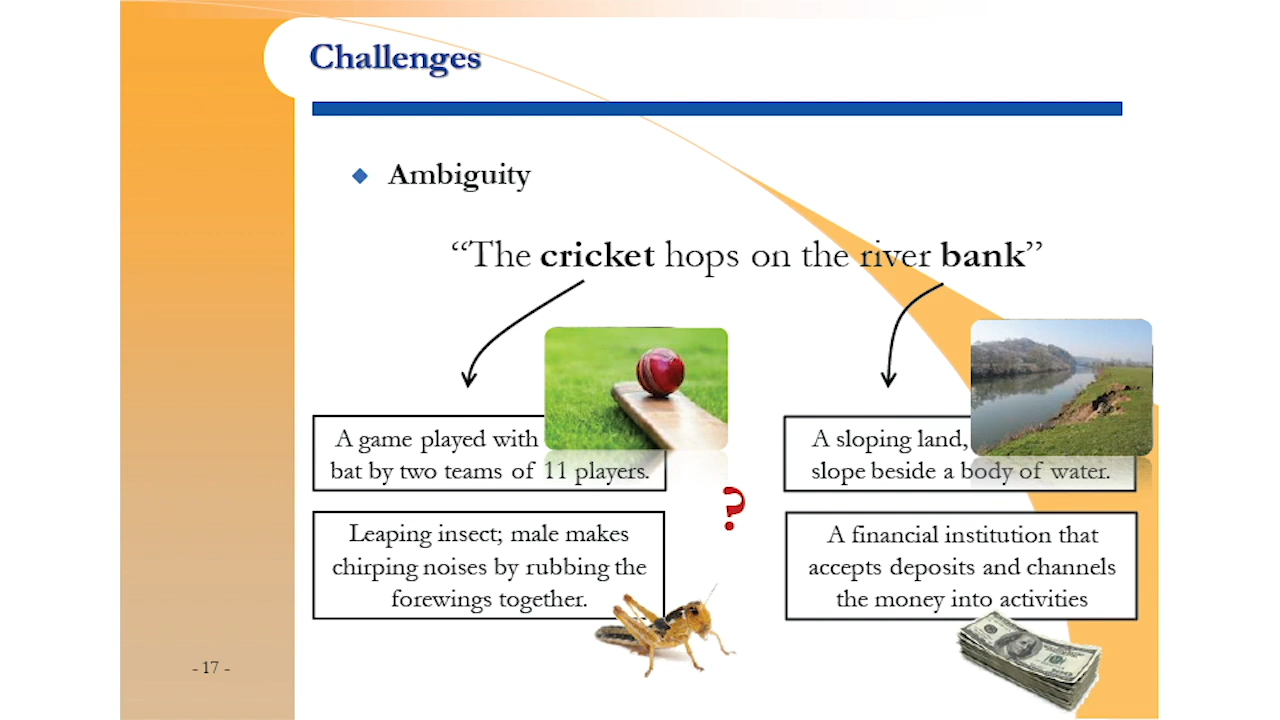 Challenges
Ambiguity
“The cricket hops on the river bank”
A game played with
bat by two teams of 11 players.
A sloping land,
slope beside a body of water.
?
Leaping insect; male makes
chirping noises by rubbing the
forewings together.
A financial institution that
accepts deposits and channels
the money into activities
- 17 -